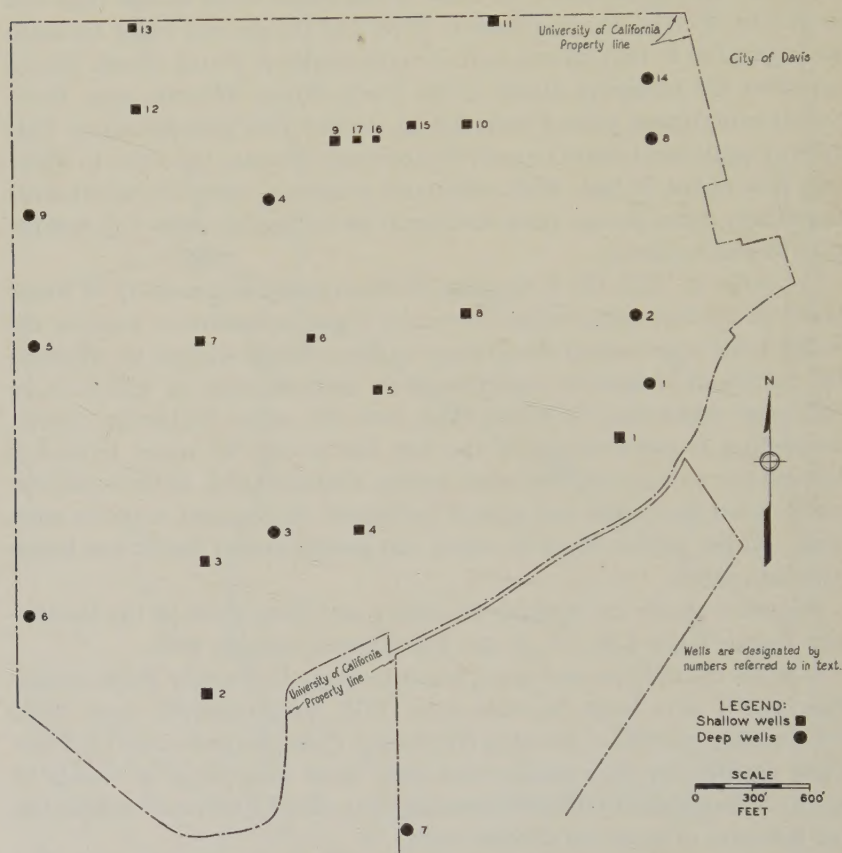 University of California
Property line
City of Davis
13
11
14
12
9
17
16
15
10
8
4
9
8
2
7
6
5
5
1
1
N
3
4
3
6
2
University of California
Property line
7
Wells are designated by
numbers referred to in text.
LEGEND:
Shallow wells
Deep wells
SCALE
0 300' 600'
FEET